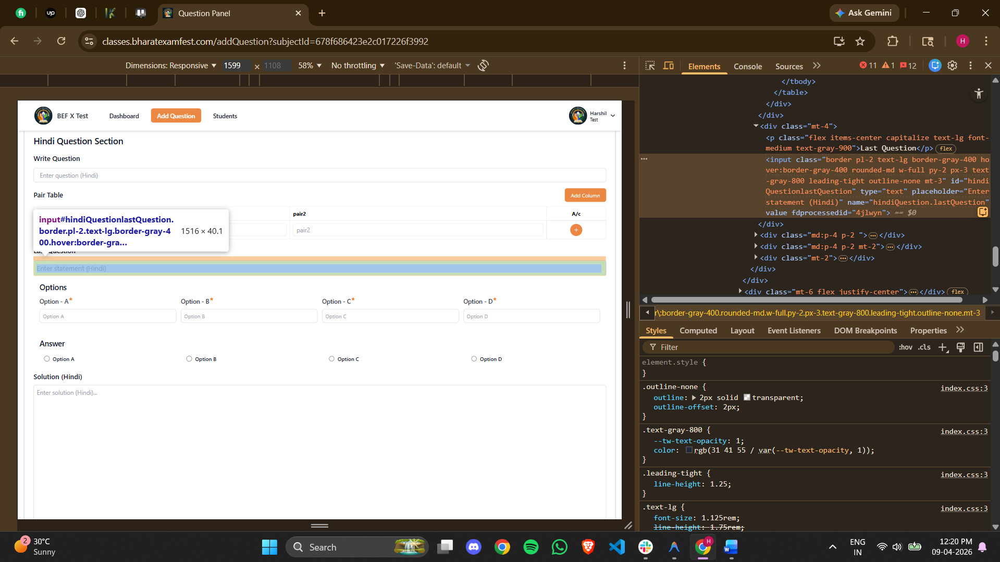 Question Panel
Ask Gemini
classes.bharatexamfest.com/addQuestion?subjectId=678f686423e2c017226f3992
H
Dimensions: Responsive 1599 × 1108 58% No throttling 'Save-Data': default
Elements Console Sources 11 1 12
BEF X Test Dashboard Add Question Students Harshil
Test
Hindi Question Section
Write Question
Enter question (Hindi)
Pair Table Add Column
pair2 A/c
pair2 +
input#hindiQuestionlastQuestion.
border.pl-2.text-lg.border-gray-4
00.hover:border-gra... 1516 × 40.1
Enter statement (Hindi)
Options
Option - A* Option - B* Option - C* Option - D*
Option A Option B Option C Option D
Answer
Option A Option B Option C Option D
Solution (Hindi)
Enter solution (Hindi)...
</tbody>
</table>
</div>
</div>
<div class="mt-4">
<p class="flex items-center capitalize text-lg font-
medium text-gray-900">Last Question</p> flex
<input class="border pl-2 text-lg border-gray-400 ho
ver:border-gray-400 rounded-md w-full py-2 px-3 text
-gray-800 leading-tight outline-none mt-3" id="hindi
QuestionlastQuestion" type="text" placeholder="Enter
statement (Hindi)" name="hindiQuestion.lastQuestion"
value fdprocessedid="4jlwyn"> == $0
</div>
<div class="md:p-4 p-2 ">…</div>
<div class="md:p-4 p-2 mt-2">…</div>
<div class="mt-2">…</div>
</div>
</div>
<div class="mt-6 flex justify-center">…</div> flex
r\:border-gray-400.rounded-md.w-full.py-2.px-3.text-gray-800.leading-tight.outline-none.mt-3
Styles Computed Layout Event Listeners DOM Breakpoints Properties
Filter :hov .cls
element.style {
}
.outline-none { index.css:3
outline: 2px solid transparent;
outline-offset: 2px;
}
.text-gray-800 { index.css:3
--tw-text-opacity: 1;
color: rgb(31 41 55 / var(--tw-text-opacity, 1));
}
.leading-tight { index.css:3
line-height: 1.25;
}
.text-lg { index.css:3
font-size: 1.125rem;
line-height: 1.75rem;
2 30°C
Sunny
Search
ENG
IN
12:20 PM
09-04-2026